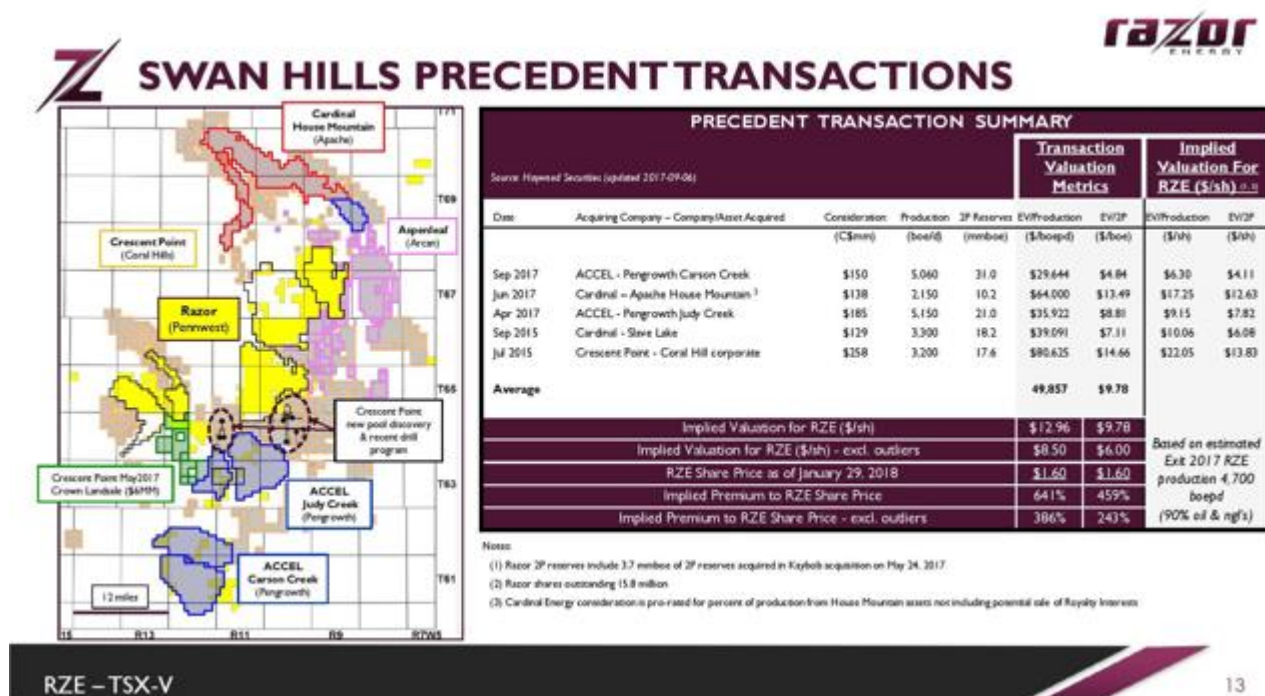 razor
ENERGY
SWAN HILLS PRECEDENT TRANSACTIONS
Cardinal
House Mountain
(Apache)
T71
T69
Aspenleaf
(Arcan)
Crescent Point
(Coral Hills)
T67
Razor
(Pennwest)
T65
Crescent Point
new pool discovery
& recent drill
program
Crescent Point May2017
Crown Landsale ($6MM)
ACCEL
Judy Creek
(Pengrowth)
T63
ACCEL
Carson Creek
(Pengrowth)
T61
12 miles
15 R13 R11 R9 R7W5
PRECEDENT TRANSACTION SUMMARY
Source: Haywood Securities (updated 2017-09-06)
Transaction Valuation Metrics
Implied Valuation For RZE ($/sh) (1, 2)
Date Acquiring Company – Company/Asset Acquired Consideration Production 2P Reserves EV/Production EV/2P EV/Production EV/2P
(C$mm) (boe/d) (mmboe) ($/boepd) ($/boe) ($/sh) ($/sh)
Sep 2017 ACCEL - Pengrowth Carson Creek $150 5,060 31.0 $29,644 $4.84 $6.30 $4.11
Jun 2017 Cardinal – Apache House Mountain 3 $138 2,150 10.2 $64,000 $13.49 $17.25 $12.63
Apr 2017 ACCEL - Pengrowth Judy Creek $185 5,150 21.0 $35,922 $8.81 $9.15 $7.82
Sep 2015 Cardinal - Slave Lake $129 3,300 18.2 $39,091 $7.11 $10.06 $6.08
Jul 2015 Crescent Point - Coral Hill corporate $258 3,200 17.6 $80,625 $14.66 $22.05 $13.83
Average 49,857 $9.78
Implied Valuation for RZE ($/sh) $12.96 $9.78
Implied Valuation for RZE ($/sh) - excl. outliers $8.50 $6.00
RZE Share Price as of January 29, 2018 $1.60 $1.60
Implied Premium to RZE Share Price 641% 459%
Implied Premium to RZE Share Price - excl. outliers 386% 243%
Based on estimated
Exit 2017 RZE
production 4,700
boepd
(90% oil & ngl's)
Notes:
(1) Razor 2P reserves include 3.7 mmboe of 2P reserves acquired in Kaybob acquisition on May 24, 2017
(2) Razor shares outstanding 15.8 million
(3) Cardinal Energy consideration is pro-rated for percent of production from House Mountain assets not including potential sale of Royalty Interests
RZE – TSX-V
13